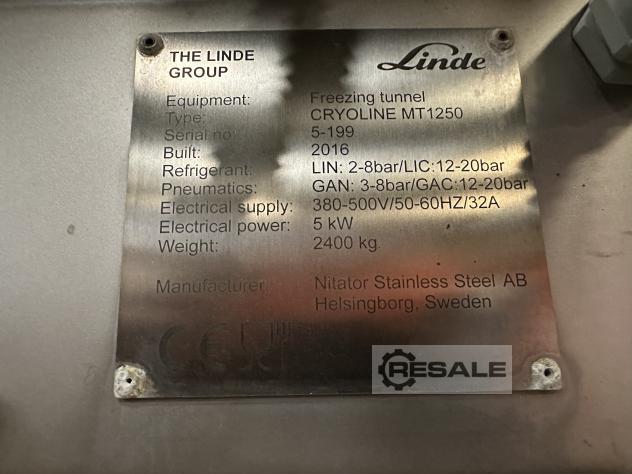 THE LINDE
GROUP
Linde
Equipment: Freezing tunnel
Type: CRYOLINE MT1250
Serial no: 5-199
Built: 2016
Refrigerant: LIN: 2-8bar/LIC:12-20bar
Pneumatics: GAN: 3-8bar/GAC:12-20bar
Electrical supply: 380-500V/50-60HZ/32A
Electrical power: 5 kW
Weight: 2400 kg
Manufacturer: Nitator Stainless Steel AB
Helsingborg, Sweden
CE
RESALE